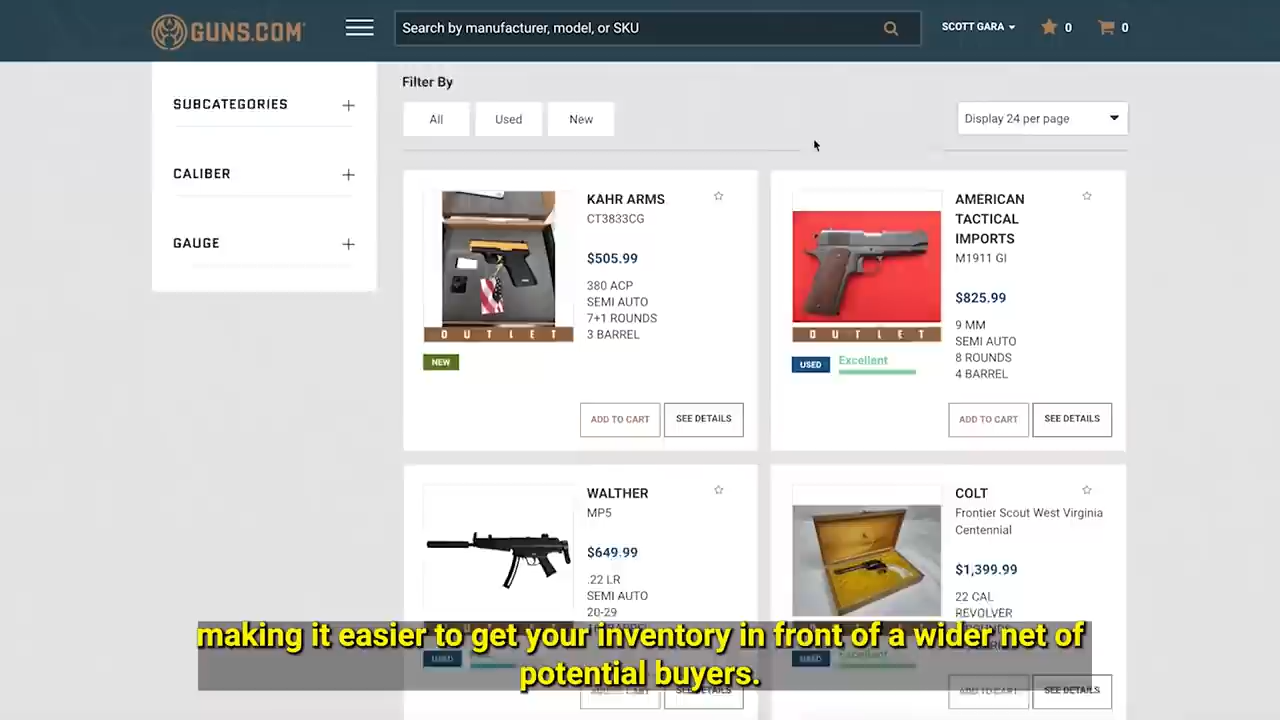 GUNS.COM
Search by manufacturer, model, or SKU
SCOTT GARA
0
0
SUBCATEGORIES
CALIBER
GAUGE
Filter By
All
Used
New
Display 24 per page
OUTLET
NEW
KAHR ARMS
CT3833CG
$505.99
380 ACP
SEMI AUTO
7+1 ROUNDS
3 BARREL
ADD TO CART
SEE DETAILS
OUTLET
USED
Excellent
AMERICAN
TACTICAL
IMPORTS
M1911 GI
$825.99
9 MM
SEMI AUTO
8 ROUNDS
4 BARREL
ADD TO CART
SEE DETAILS
WALTHER
MP5
$649.99
.22 LR
SEMI AUTO
20-29
USED
ADD TO CART
SEE DETAILS
COLT
Frontier Scout West Virginia
Centennial
$1,399.99
22 CAL
REVOLVER
USED
Excellent
ADD TO CART
SEE DETAILS
making it easier to get your inventory in front of a wider net of
potential buyers.